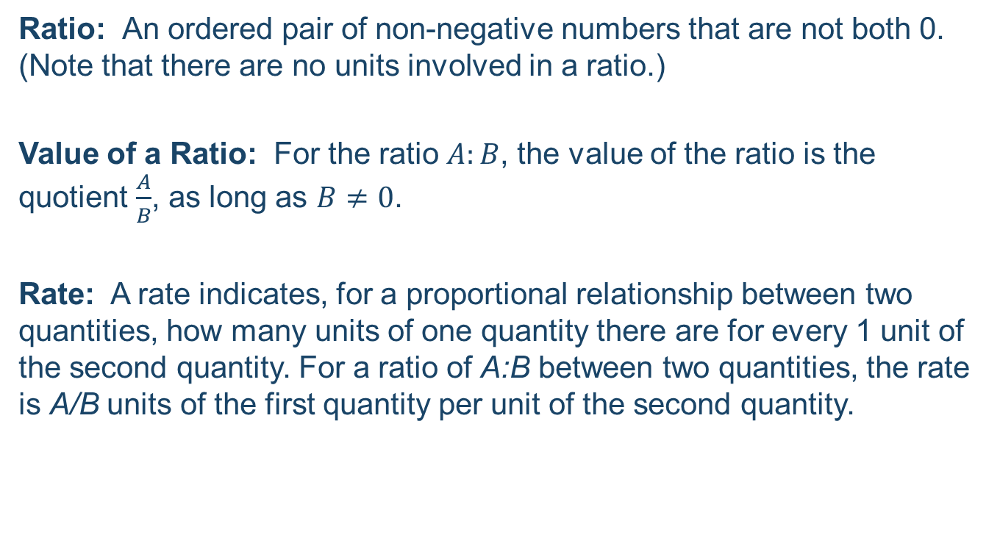 Ratio: An ordered pair of non-negative numbers that are not both 0.
(Note that there are no units involved in a ratio.)
Value of a Ratio: For the ratio A: B, the value of the ratio is the
quotient A/B, as long as B ≠ 0.
Rate: A rate indicates, for a proportional relationship between two
quantities, how many units of one quantity there are for every 1 unit of
the second quantity. For a ratio of A:B between two quantities, the rate
is A/B units of the first quantity per unit of the second quantity.